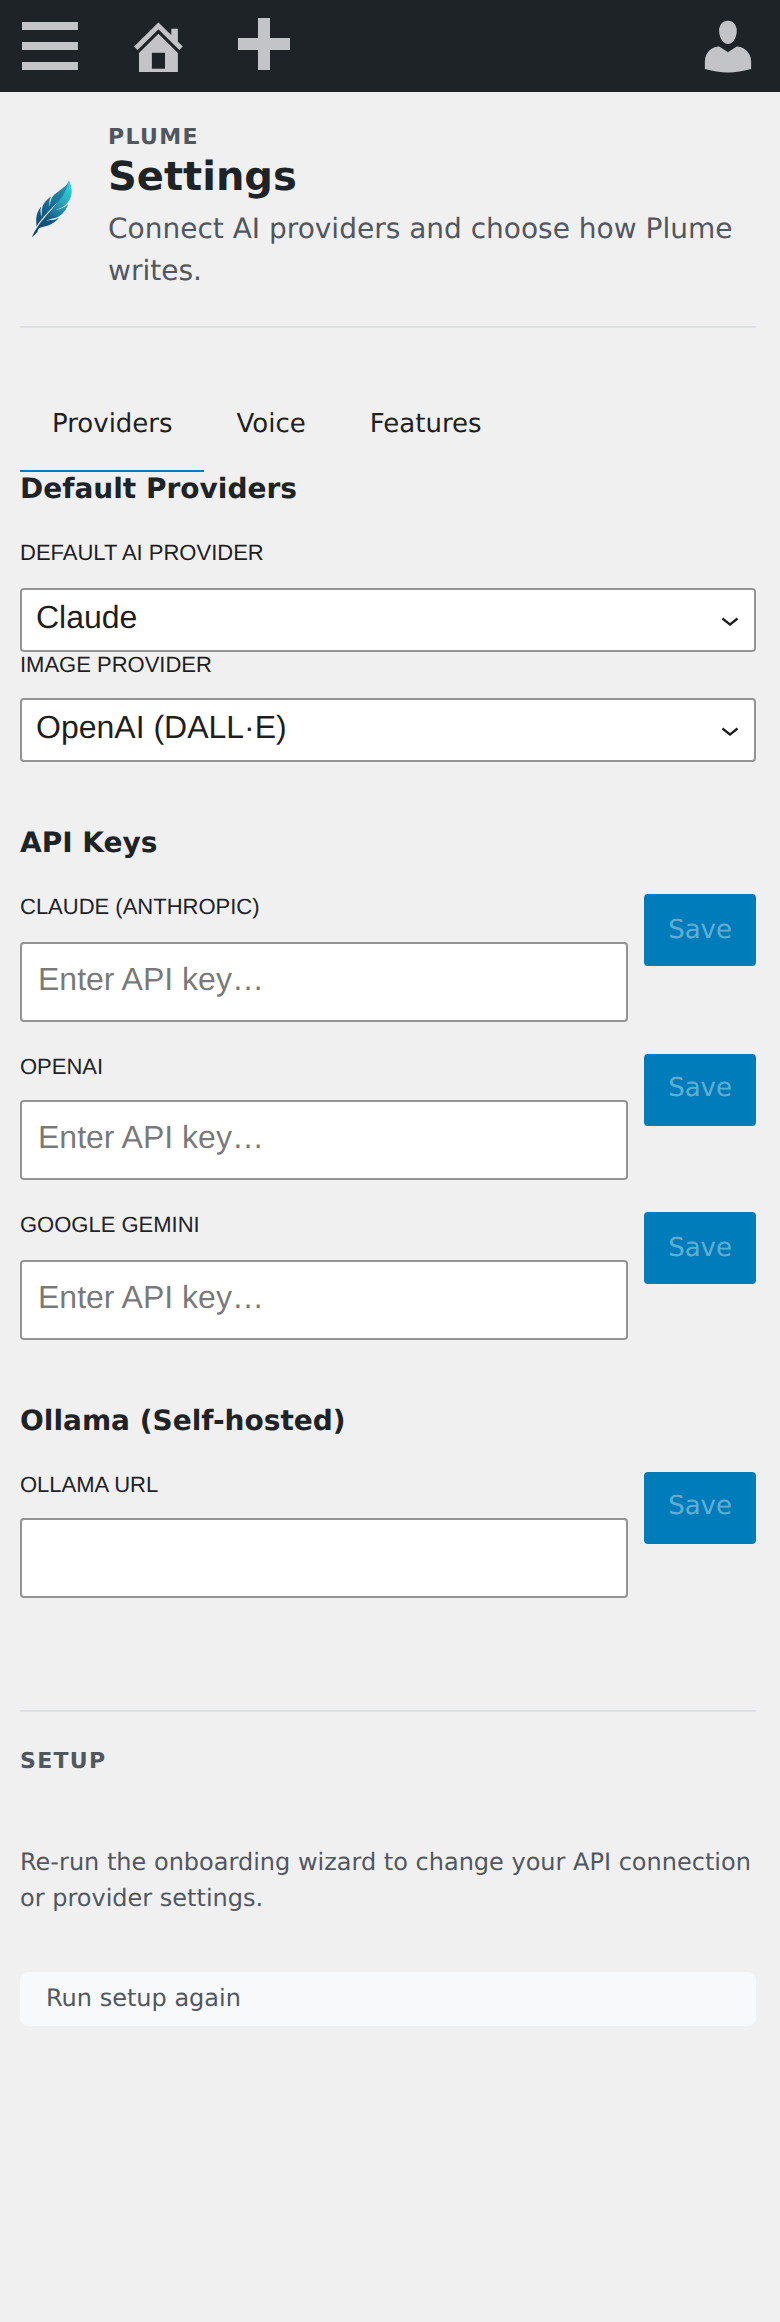 PLUME
Settings
Connect AI providers and choose how Plume
writes.
Providers
Voice
Features
Default Providers
DEFAULT AI PROVIDER
Claude
IMAGE PROVIDER
OpenAI (DALL·E)
API Keys
CLAUDE (ANTHROPIC)
Save
Enter API key…
OPENAI
Save
Enter API key…
GOOGLE GEMINI
Save
Enter API key…
Ollama (Self-hosted)
OLLAMA URL
Save
SETUP
Re-run the onboarding wizard to change your API connection
or provider settings.
Run setup again